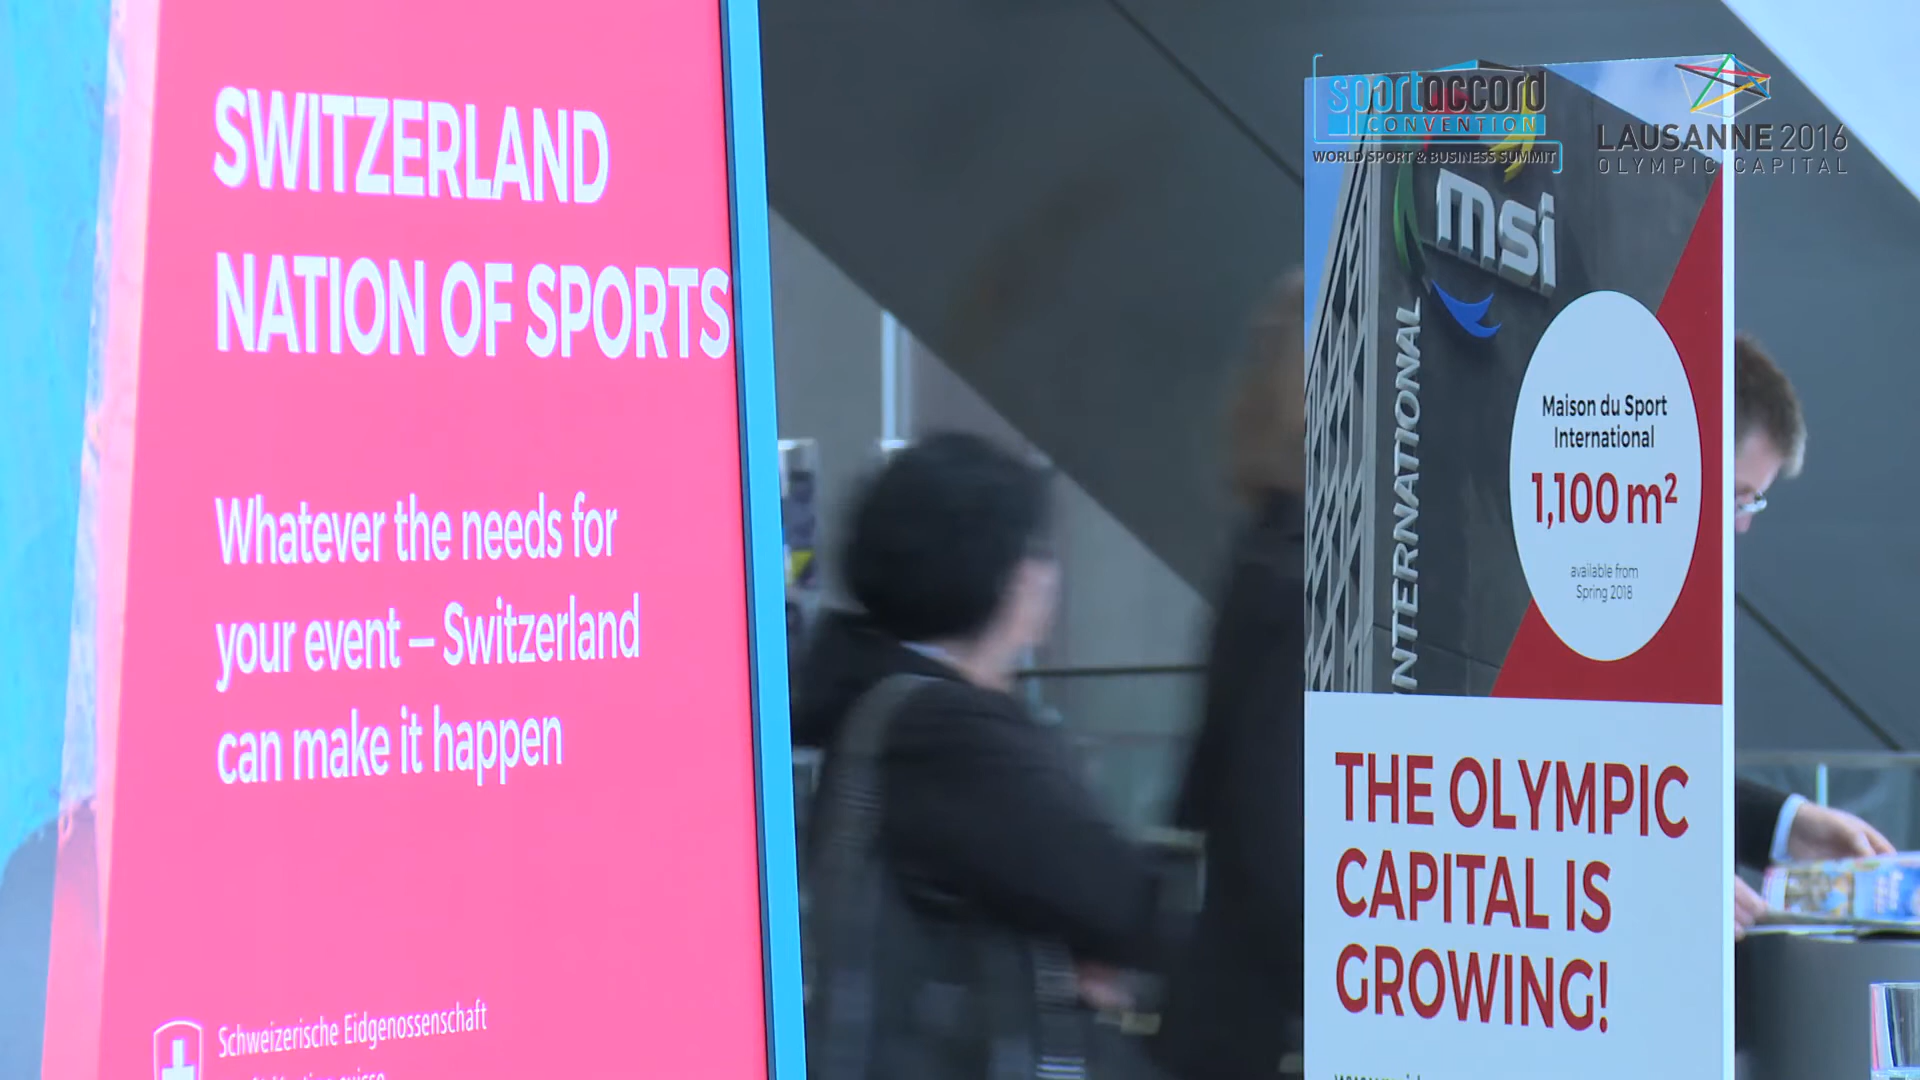 SWITZERLAND
NATION OF SPORTS
Whatever the needs for
your event – Switzerland
can make it happen
Schweizerische Eidgenossenschaft
suisse
sportaccord
CONVENTION
WORLD SPORT & BUSINESS SUMMIT
LAUSANNE 2016
OLYMPIC CAPITAL
msi
INTERNATIONAL
Maison du Sport
International
1,100 m²
available from
Spring 2018
THE OLYMPIC
CAPITAL IS
GROWING!